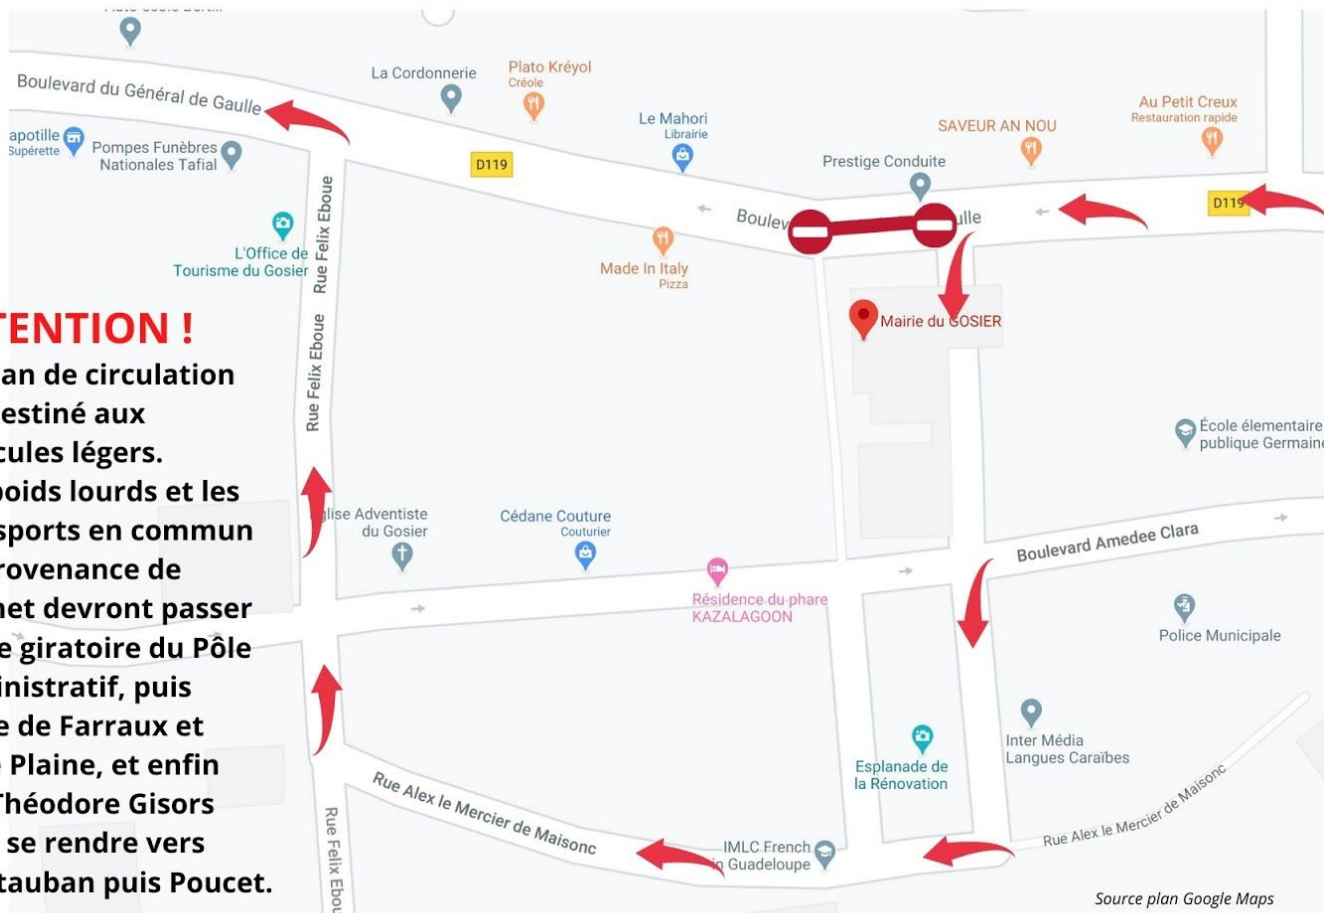 Boulevard du Général de Gaulle
La Cordonnerie
Plato Kréyol
Créole
Le Mahori
Librairie
Au Petit Creux
Restauration rapide
SAVEUR AN NOU
apotille
Supérette
Pompes Funèbres
Nationales Tafial
D119
Prestige Conduite
D119
Boulev
ulle
L'Office de
Tourisme du Gosier
Rue Felix Eboue
Made In Italy
Pizza
Mairie du GOSIER
Rue Felix Eboue
TENTION !
an de circulation
estiné aux
cules légers.
poids lourds et les
sports en commun
rovenance de
net devront passer
e giratoire du Pôle
inistratif, puis
e de Farraux et
e Plaine, et enfin
Théodore Gisors
se rendre vers
tauban puis Poucet.
École élementaire
publique Germaine
glise Adventiste
du Gosier
Cédane Couture
Couturier
Boulevard Amedee Clara
Résidence du phare
KAZALAGOON
Police Municipale
Inter Média
Langues Caraïbes
Esplanade de
la Rénovation
Rue Alex le Mercier de Maisonc
Rue Alex le Mercier de Maisonc
IMLC French
in Guadeloupe
Rue Felix Ebou
Source plan Google Maps